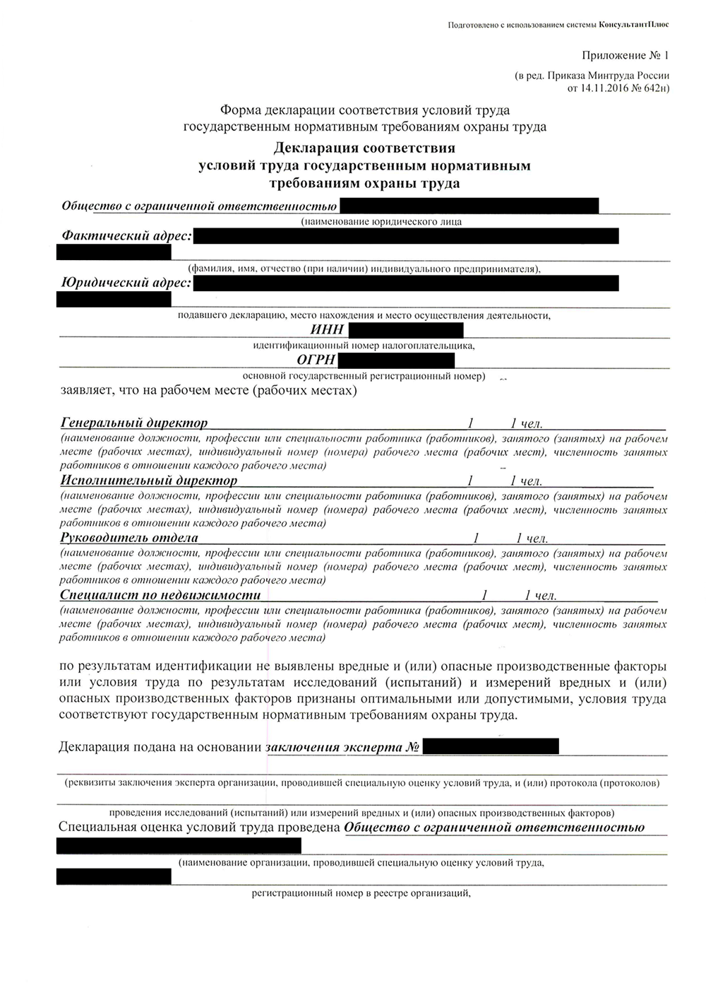 Подготовлено с использованием системы КонсультантПлюс
Приложение № 1
(в ред. Приказа Минтруда России
от 14.11.2016 № 642н)
Форма декларации соответствия условий труда
государственным нормативным требованиям охраны труда
Декларация соответствия
условий труда государственным нормативным
требованиям охраны труда
Общество с ограниченной ответственностью
(наименование юридического лица
Фактический адрес:
(фамилия, имя, отчество (при наличии) индивидуального предпринимателя),
Юридический адрес:
подавшего декларацию, место нахождения и место осуществления деятельности,
ИНН
идентификационный номер налогоплательщика,
ОГРН
основной государственный регистрационный номер)
заявляет, что на рабочем месте (рабочих местах)
Генеральный директор 1 1 чел.
(наименование должности, профессии или специальности работника (работников), занятого (занятых) на рабочем
месте (рабочих местах), индивидуальный номер (номера) рабочего места (рабочих мест), численность занятых
работников в отношении каждого рабочего места)
Исполнительный директор 1 1 чел.
(наименование должности, профессии или специальности работника (работников), занятого (занятых) на рабочем
месте (рабочих местах), индивидуальный номер (номера) рабочего места (рабочих мест), численность занятых
работников в отношении каждого рабочего места)
Руководитель отдела 1 1 чел.
(наименование должности, профессии или специальности работника (работников), занятого (занятых) на рабочем
месте (рабочих местах), индивидуальный номер (номера) рабочего места (рабочих мест), численность занятых
работников в отношении каждого рабочего места)
Специалист по недвижимости 1 1 чел.
(наименование должности, профессии или специальности работника (работников), занятого (занятых) на рабочем
месте (рабочих местах), индивидуальный номер (номера) рабочего места (рабочих мест), численность занятых
работников в отношении каждого рабочего места)
по результатам идентификации не выявлены вредные и (или) опасные производственные факторы
или условия труда по результатам исследований (испытаний) и измерений вредных и (или)
опасных производственных факторов признаны оптимальными или допустимыми, условия труда
соответствуют государственным нормативным требованиям охраны труда.
Декларация подана на основании заключения эксперта №
(реквизиты заключения эксперта организации, проводившей специальную оценку условий труда, и (или) протокола (протоколов)
проведения исследований (испытаний) или измерений вредных и (или) опасных производственных факторов)
Специальная оценка условий труда проведена Общество с ограниченной ответственностью
(наименование организации, проводившей специальную оценку условий труда,
регистрационный номер в реестре организаций,